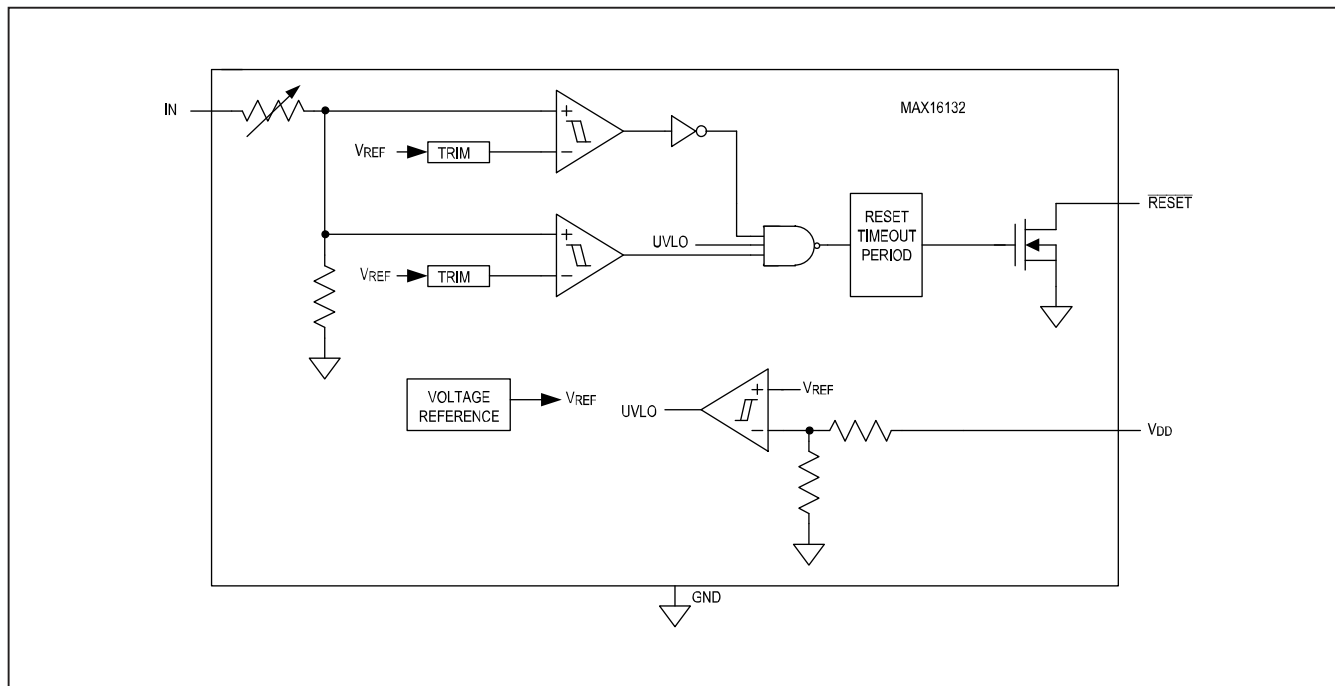 MAX16132
IN
+
VREF
TRIM
−
RESET
RESET
TIMEOUT
PERIOD
+
UVLO
VREF
TRIM
−
VOLTAGE
REFERENCE
VREF
UVLO
+
VREF
−
VDD
GND